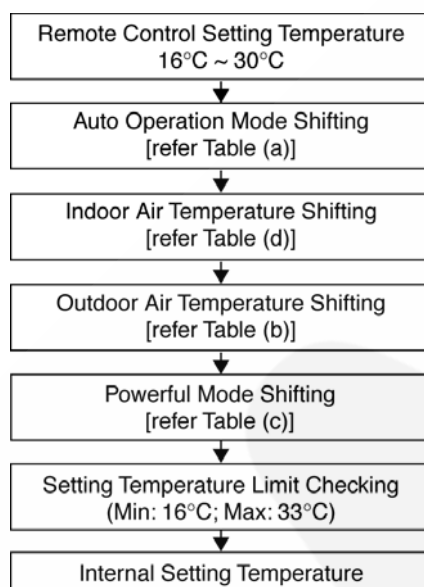 Remote Control Setting Temperature
16°C ~ 30°C
Auto Operation Mode Shifting
[refer Table (a)]
Indoor Air Temperature Shifting
[refer Table (d)]
Outdoor Air Temperature Shifting
[refer Table (b)]
Powerful Mode Shifting
[refer Table (c)]
Setting Temperature Limit Checking
(Min: 16°C; Max: 33°C)
Internal Setting Temperature